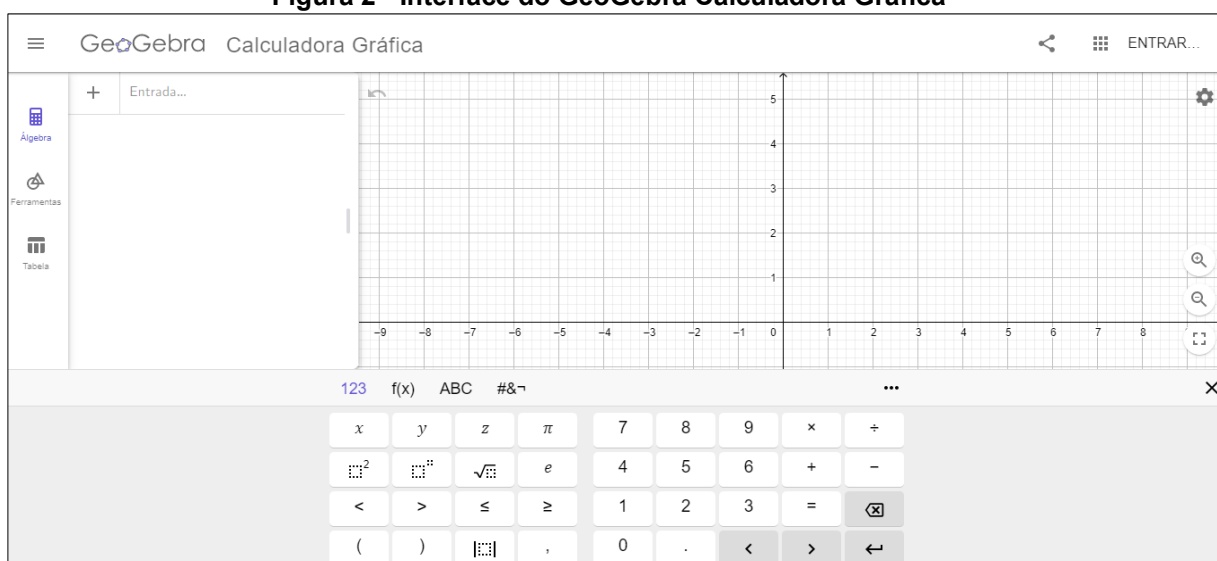 Figura 2 - Interface do GeoGebra Calculadora Gráfica
GeoGebra Calculadora Gráfica ENTRAR...
+ Entrada...
Álgebra
Ferramentas
Tabela
5
4
3
2
1
−9 −8 −7 −6 −5 −4 −3 −2 −1 0 1 2 3 4 5 6 7 8
123 f(x) ABC #&¬ •••
x y z π 7 8 9 × ÷
2 e 4 5 6 + −
< > ≤ ≥ 1 2 3 =
( ) | | , 0 . < >